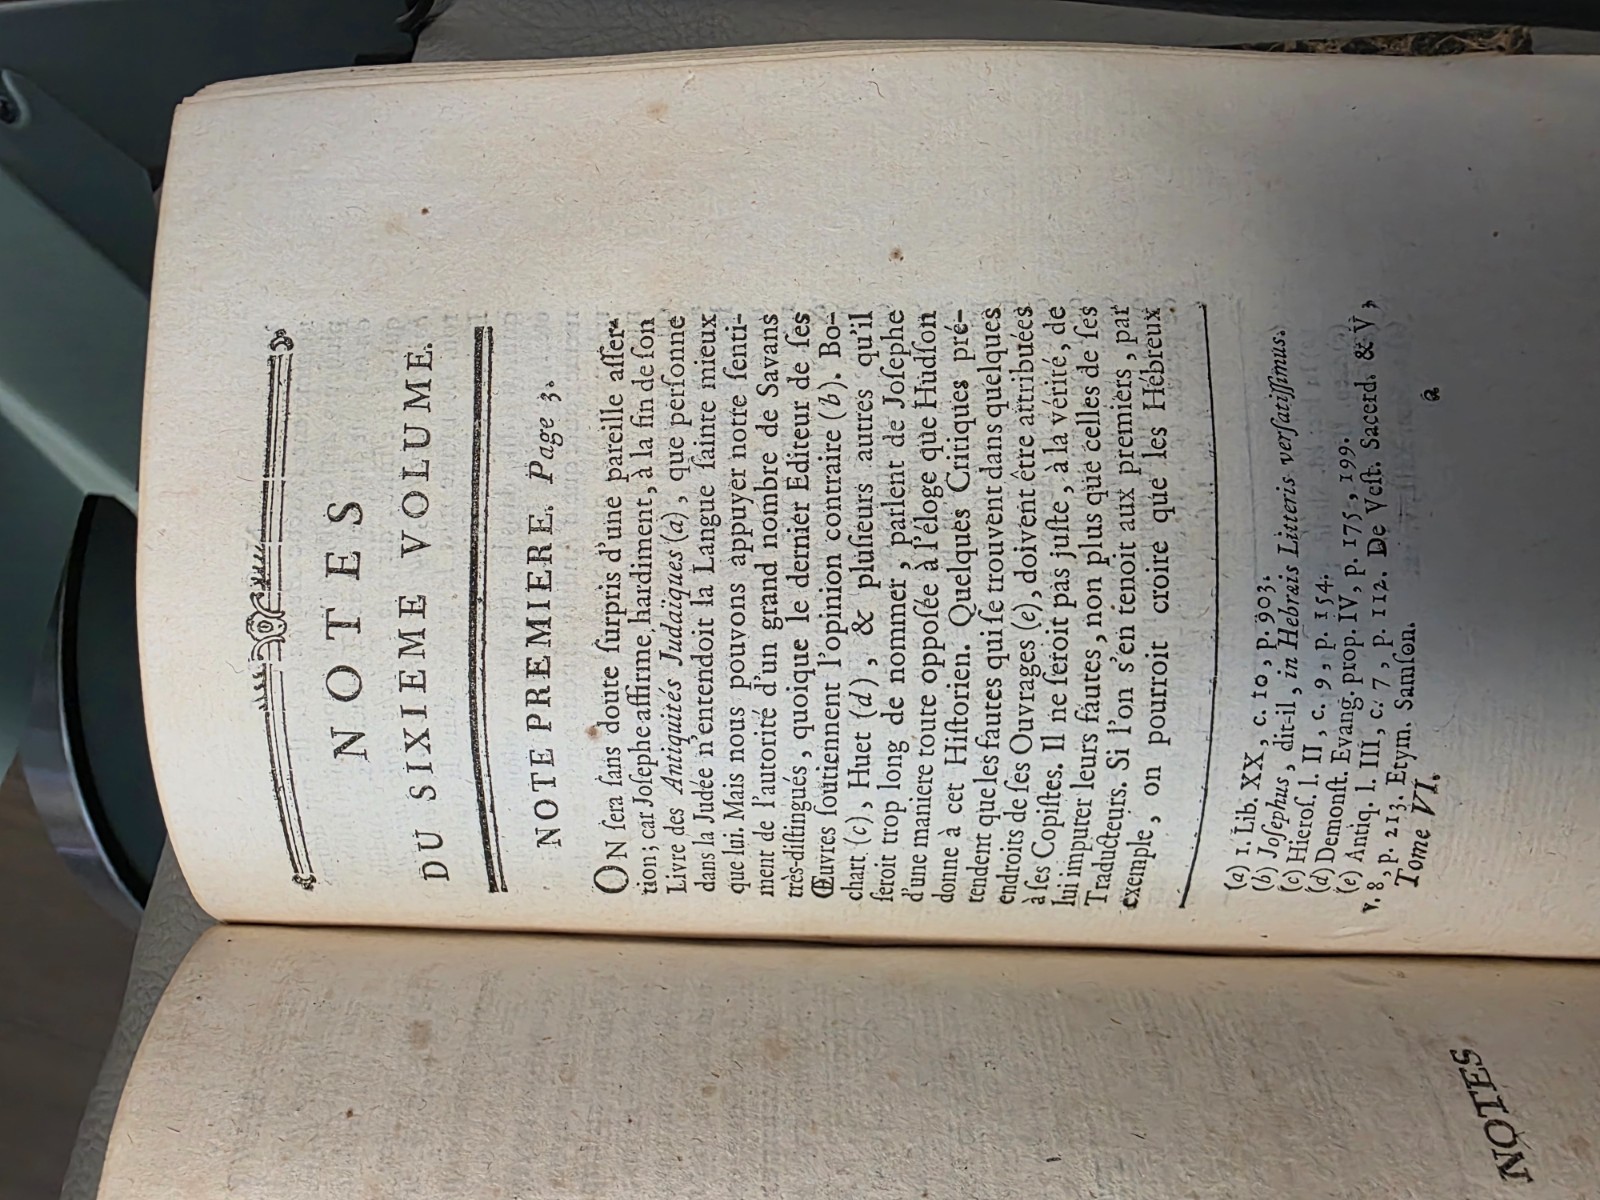 NOTES
DU SIXIEME VOLUME.
NOTE PREMIERE. Page 3.
ON ſera ſans doute ſurpris d'une pareille aſſer-
tion; car Joſephe affirme hardiment, à la fin de ſon
Livre des Antiquités Judaïques (a), que perſonne
dans la Judée n'entendoit la Langue ſainte mieux
que lui. Mais nous pouvons appuyer notre ſenti-
ment de l'autorité d'un grand nombre de Savans
très-diſtingués, quoique le dernier Editeur de ſes
Œuvres ſoutiennent l'opinion contraire (b). Bo-
chart (c), Huet (d), & pluſieurs autres qu'il
ſeroit trop long de nommer, parlent de Joſephe
d'une maniere toute oppoſée à l'éloge que Hudſon
donne à cet Hiſtorien. Quelques Critiques pré-
tendent que les fautes qui ſe trouvent dans quelques
endroits de ſes Ouvrages (e), doivent être attribuées
à ſes Copiſtes. Il ne ſeroit pas juſte, à la vérité, de
lui imputer leurs fautes, non plus que celles de ſes
Traducteurs. Si l'on s'en tenoit aux premiers, par
exemple, on pourroit croire que les Hébreux
(a) 1. Lib. XX, c. 10, p. 903.
(b) Joſephus, dit-il, in Hebraïs Litteris verſatiſſimus.
(c) Hieroſ. l. II, c. 9, p. 154.
(d) Demonſt. Evang. prop. IV, p. 175, 199.
(e) Antiq. l. III, c. 7, p. 112. De Veſt. Sacerd. & V,
v. 8, p. 213. Etym. Samſon.
Tome VI. a
NOTES